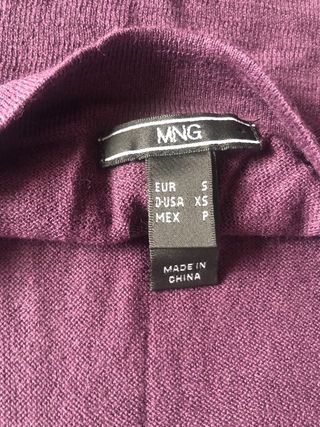 MNG
EUR S
D-USA XS
MEX P
MADE IN
CHINA